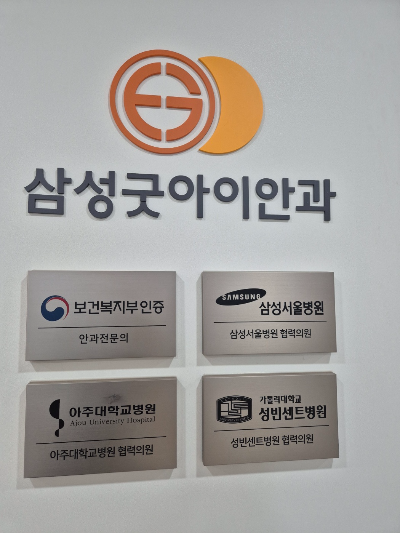 삼성굿아이안과
보건복지부인증
안과전문의
SAMSUNG
삼성서울병원
삼성서울병원 협력의원
아주대학교병원
Ajou University Hospital
아주대학교병원 협력의원
가톨릭대학교
성빈센트병원
성빈센트병원 협력의원